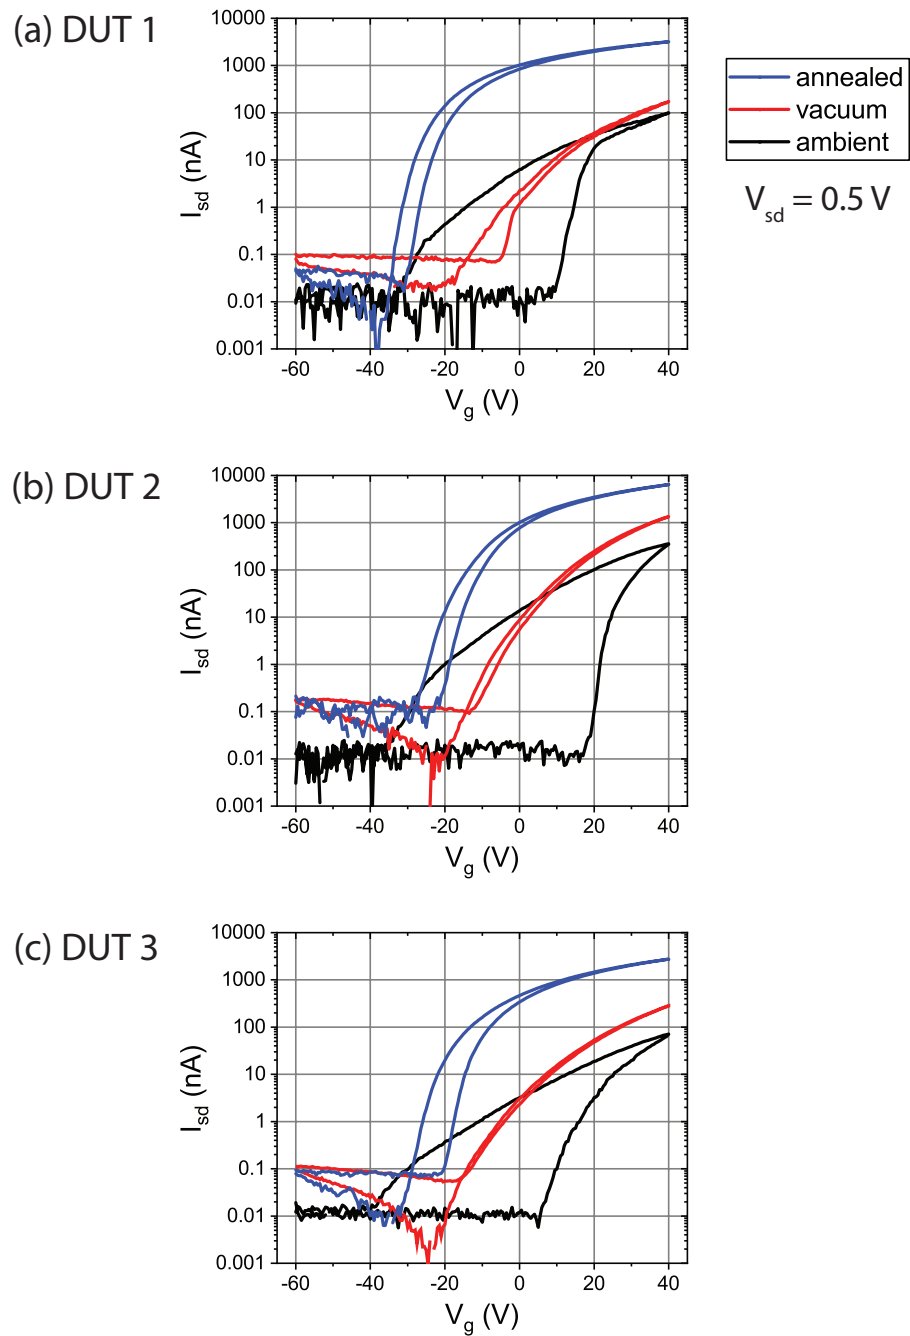 (a) DUT 1
10000
1000
100
10
1
0.1
0.01
0.001
I_sd (nA)
-60 -40 -20 0 20 40
V_g (V)
annealed
vacuum
ambient
V_sd = 0.5 V
(b) DUT 2
10000
1000
100
10
1
0.1
0.01
0.001
I_sd (nA)
-60 -40 -20 0 20 40
V_g (V)
(c) DUT 3
10000
1000
100
10
1
0.1
0.01
0.001
I_sd (nA)
-60 -40 -20 0 20 40
V_g (V)